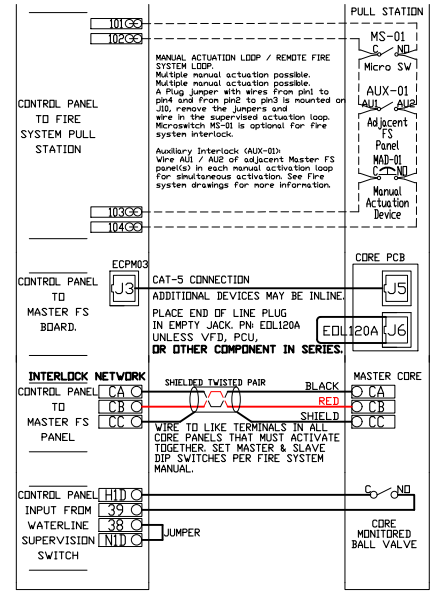 PULL STATION
101
102
MS-01
C NO
Micro SW
MANUAL ACTUATION LOOP / REMOTE FIRE
SYSTEM LOOP.
Multiple manual actuation possible.
Multiple manual actuation possible.
A Plug jumper with wires from pin1 to
pin4 and from pin2 to pin3 is mounted on
J10, remove the jumpers and
wire in the supervised actuation loop.
Microswitch MS-01 is optional for fire
system interlock.
Auxiliary Interlock (AUX-01):
Wire AU1 / AU2 of adjacent Master FS
panel(s) in each manual activation loop
for simultaneous activation. See Fire
system drawings for more information.
CONTROL PANEL
TO FIRE
SYSTEM PULL
STATION
AUX-01
AU1 AU2
Adjacent
FS
Panel
MAD-01
C NO
Manual
Actuation
Device
103
104
ECPM03
CORE PCB
CONTROL PANEL
TO
MASTER FS
BOARD.
J3
CAT-5 CONNECTION
ADDITIONAL DEVICES MAY BE INLINE.
J5
PLACE END OF LINE PLUG
IN EMPTY JACK. PN: EOL120A
UNLESS VFD, PCU,
OR OTHER COMPONENT IN SERIES.
EOL120A
J6
INTERLOCK NETWORK
MASTER CORE
CONTROL PANEL
TO
MASTER FS
PANEL
CA
CB
CC
SHIELDED TWISTED PAIR
BLACK
RED
SHIELD
CA
CB
CC
WIRE TO LIKE TERMINALS IN ALL
CORE PANELS THAT MUST ACTIVATE
TOGETHER. SET MASTER & SLAVE
DIP SWITCHES PER FIRE SYSTEM
MANUAL.
CONTROL PANEL
INPUT FROM
WATERLINE
SUPERVISION
SWITCH
H1D
39
38
N1D
JUMPER
C NO
CORE
MONITORED
BALL VALVE